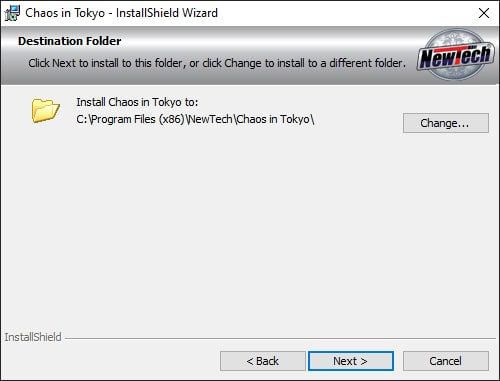 Chaos in Tokyo - InstallShield Wizard
Destination Folder
Click Next to install to this folder, or click Change to install to a different folder.
NewTech
Install Chaos in Tokyo to:
C:\Program Files (x86)\NewTech\Chaos in Tokyo\
Change...
InstallShield
< Back
Next >
Cancel